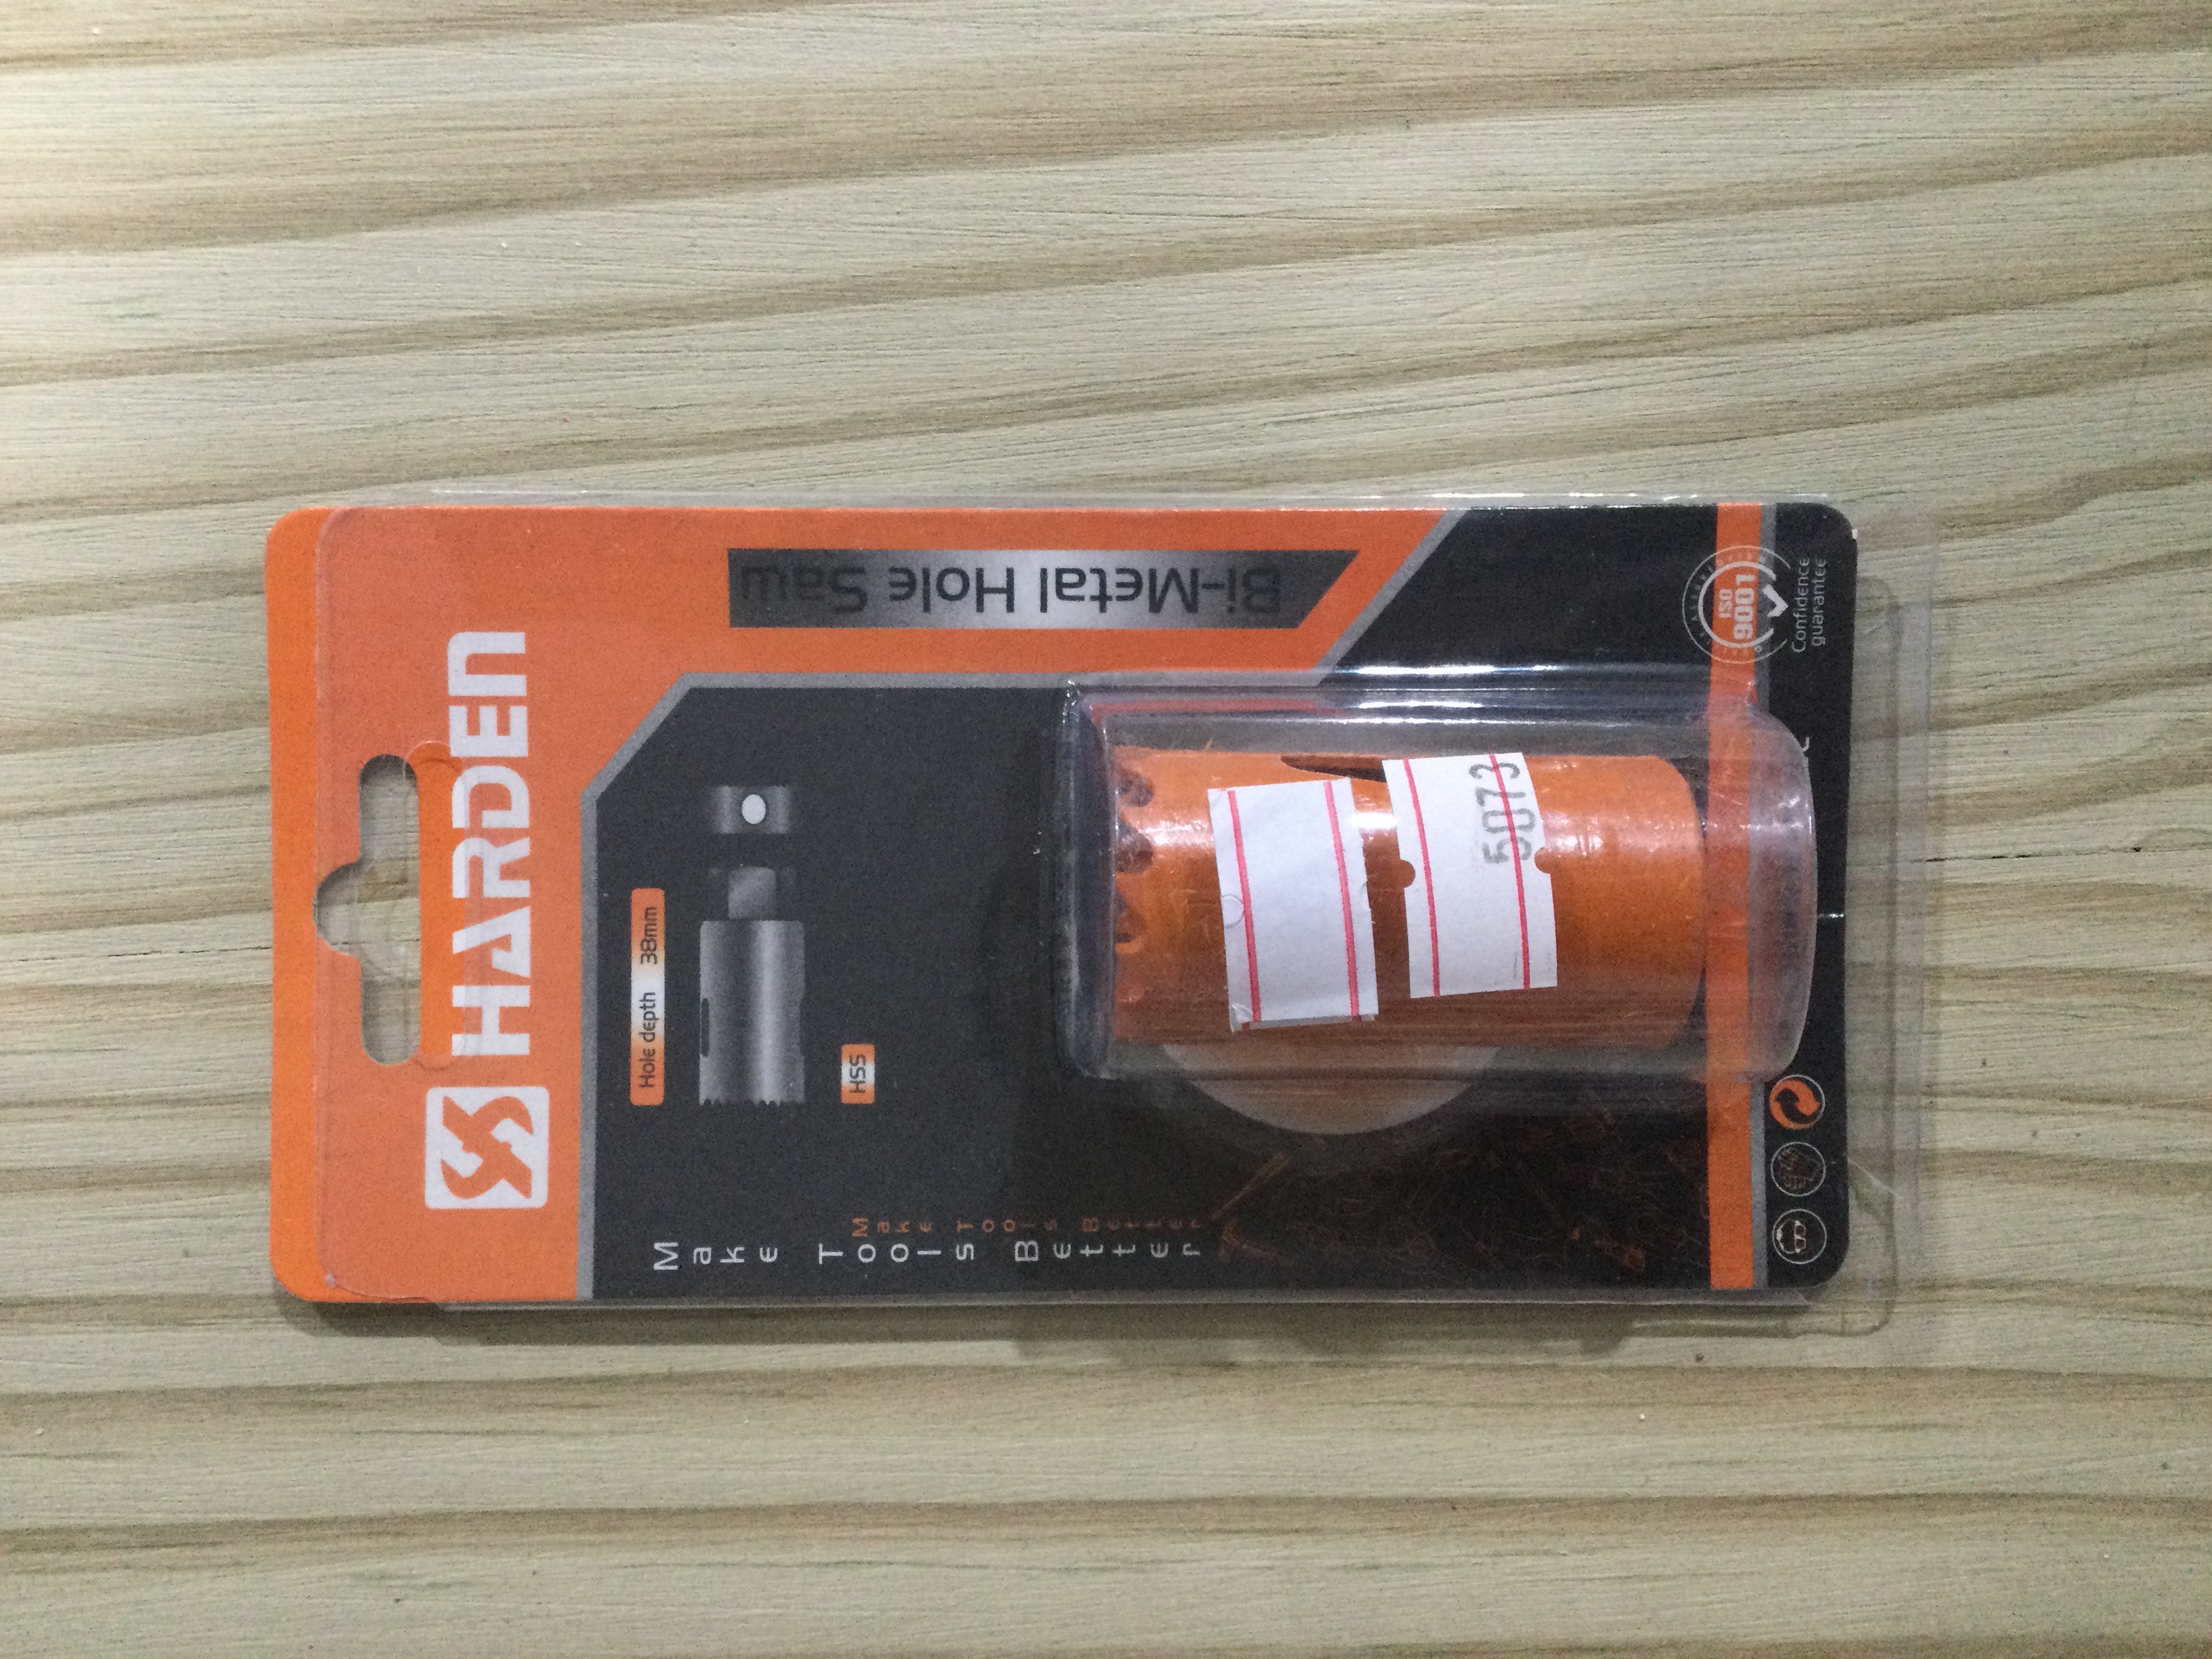 HARDEN
Bi-Metal Hole Saw
Hole depth 38mm
HSS
Make Tools Better
Make Tools Better
5073
ISO
9001
Confidence
guarantee